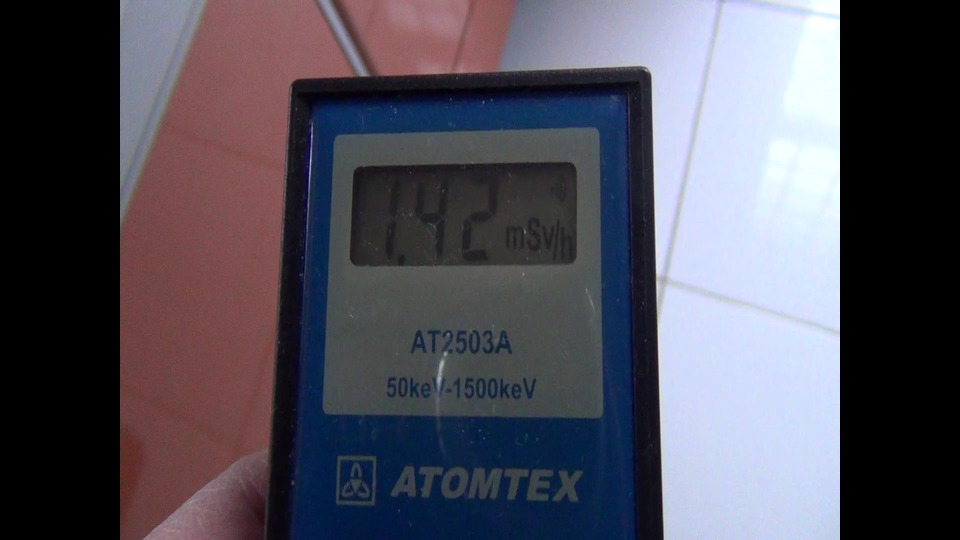 1.42 mSv/h
AT2503A
50keV-1500keV
ATOMTEX